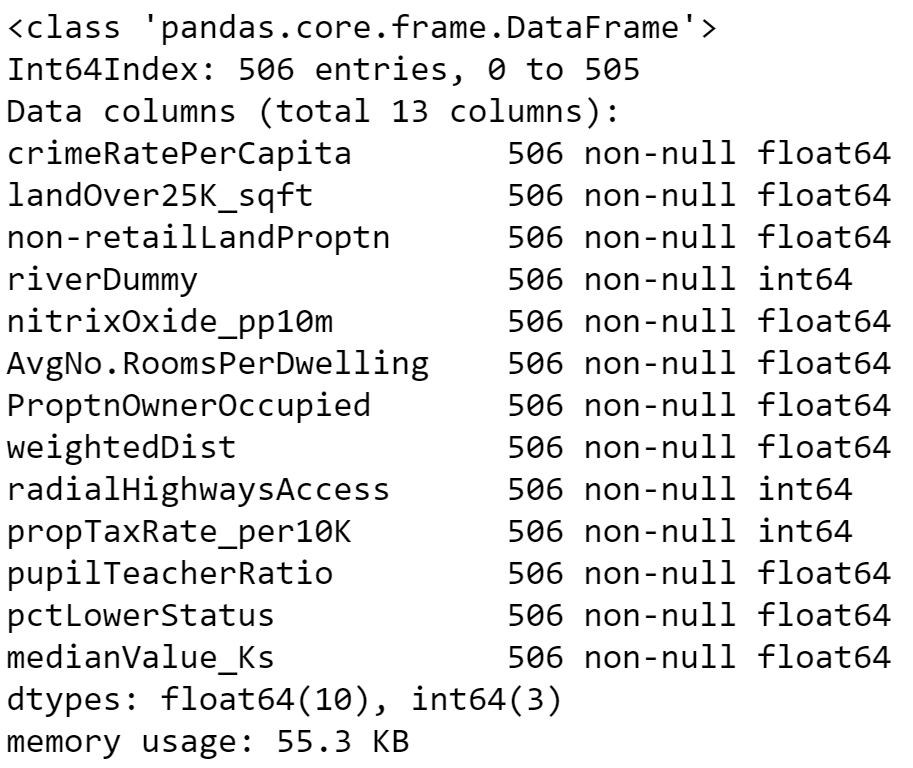 <class 'pandas.core.frame.DataFrame'>
Int64Index: 506 entries, 0 to 505
Data columns (total 13 columns):
crimeRatePerCapita        506 non-null float64
landOver25K_sqft          506 non-null float64
non-retailLandProptn      506 non-null float64
riverDummy                506 non-null int64
nitrixOxide_pp10m         506 non-null float64
AvgNo.RoomsPerDwelling    506 non-null float64
ProptnOwnerOccupied       506 non-null float64
weightedDist              506 non-null float64
radialHighwaysAccess      506 non-null int64
propTaxRate_per10K        506 non-null int64
pupilTeacherRatio         506 non-null float64
pctLowerStatus            506 non-null float64
medianValue_Ks            506 non-null float64
dtypes: float64(10), int64(3)
memory usage: 55.3 KB